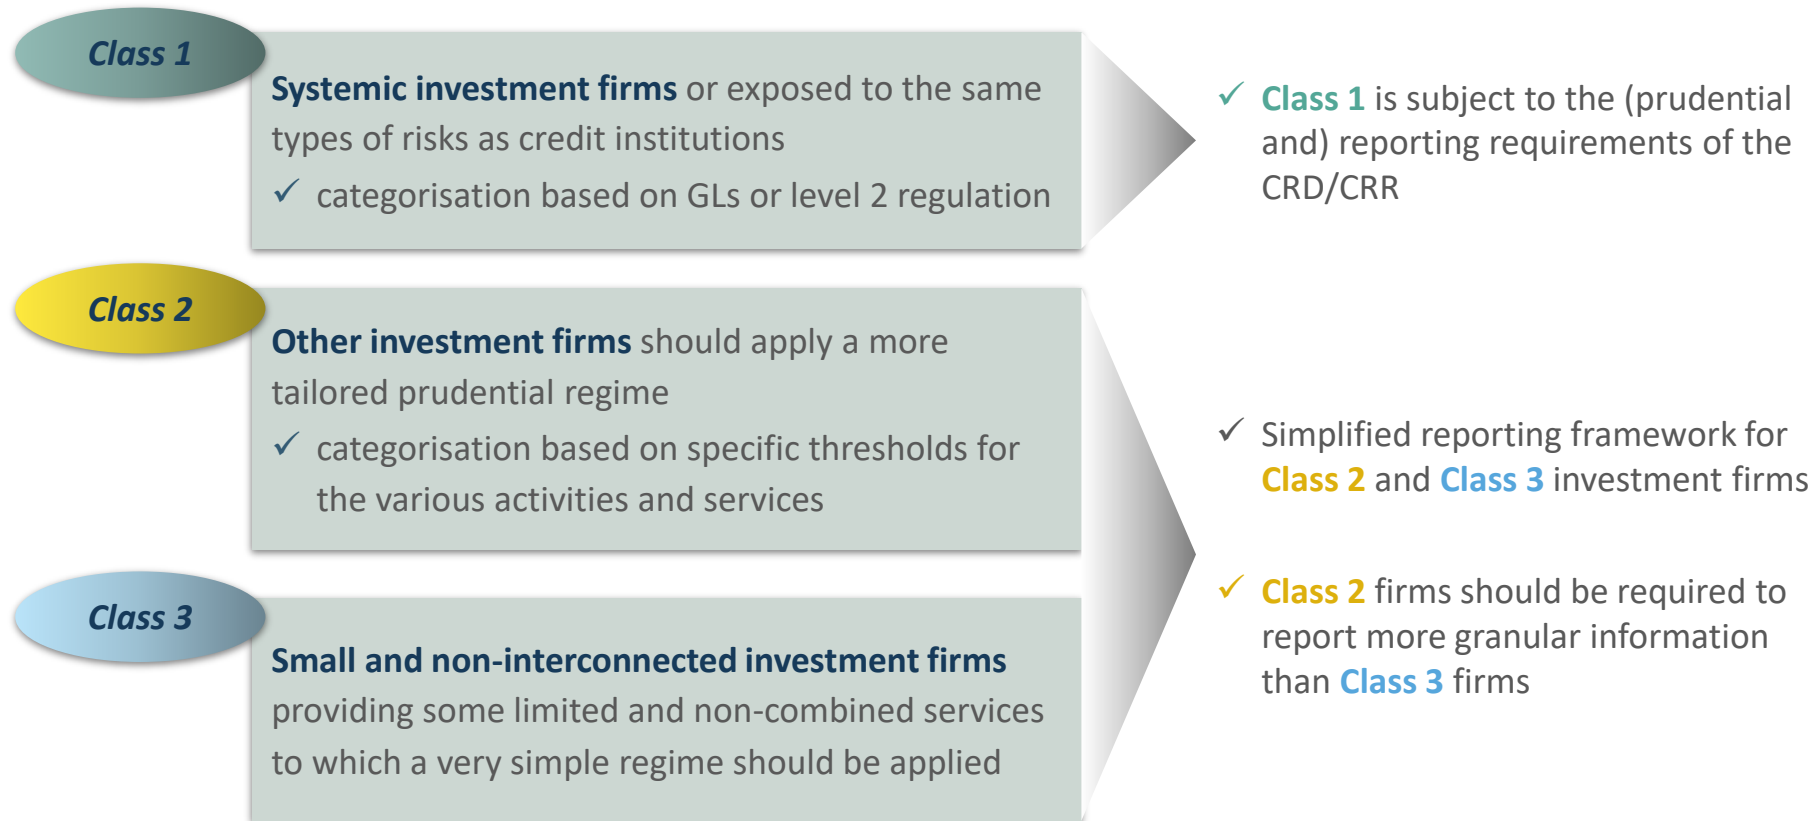 Class 1
Systemic investment firms or exposed to the same
types of risks as credit institutions
✓ categorisation based on GLs or level 2 regulation
✓ Class 1 is subject to the (prudential
and) reporting requirements of the
CRD/CRR
Class 2
Other investment firms should apply a more
tailored prudential regime
✓ categorisation based on specific thresholds for
the various activities and services
Class 3
Small and non-interconnected investment firms
providing some limited and non-combined services
to which a very simple regime should be applied
✓ Simplified reporting framework for
Class 2 and Class 3 investment firms
✓ Class 2 firms should be required to
report more granular information
than Class 3 firms